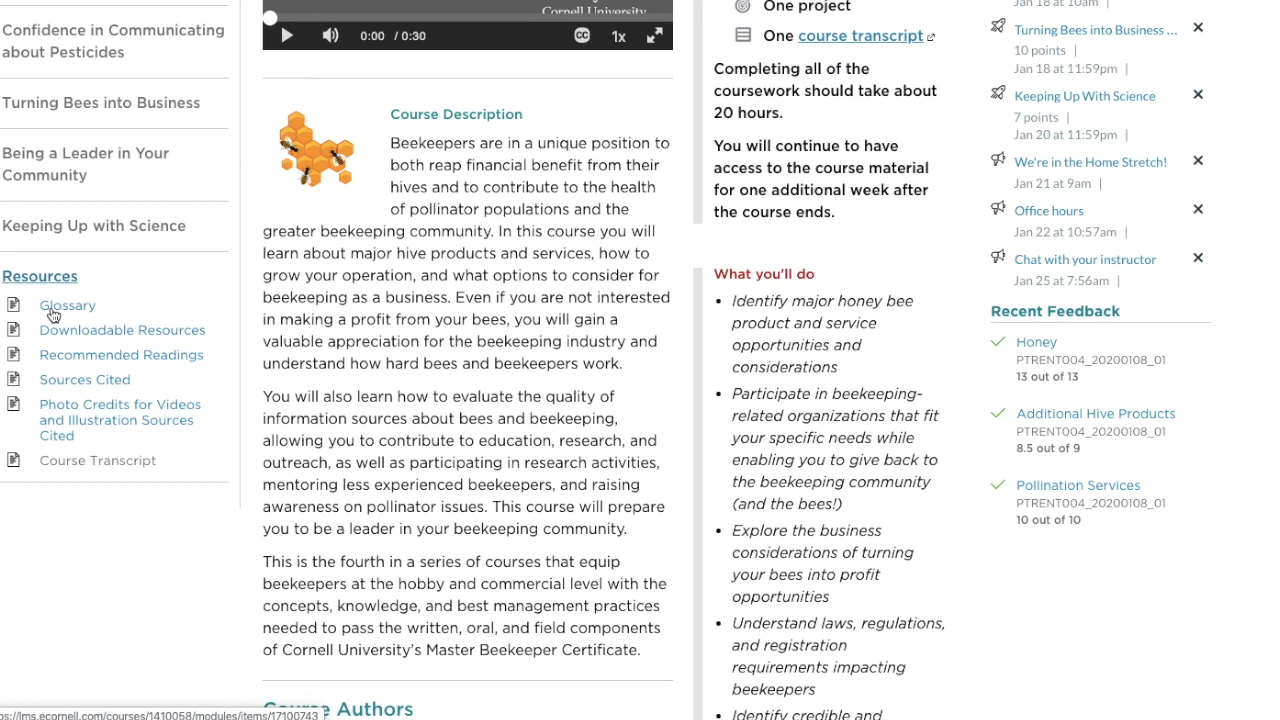 Confidence in Communicating
about Pesticides
Turning Bees into Business
Being a Leader in Your
Community
Keeping Up with Science
Resources
Glossary
Downloadable Resources
Recommended Readings
Sources Cited
Photo Credits for Videos
and Illustration Sources
Cited
Course Transcript
Cornell University
0:00 / 0:30
CC
1x
Course Description
Beekeepers are in a unique position to
both reap financial benefit from their
hives and to contribute to the health
of pollinator populations and the
greater beekeeping community. In this course you will
learn about major hive products and services, how to
grow your operation, and what options to consider for
beekeeping as a business. Even if you are not interested
in making a profit from your bees, you will gain a
valuable appreciation for the beekeeping industry and
understand how hard bees and beekeepers work.
You will also learn how to evaluate the quality of
information sources about bees and beekeeping,
allowing you to contribute to education, research, and
outreach, as well as participating in research activities,
mentoring less experienced beekeepers, and raising
awareness on pollinator issues. This course will prepare
you to be a leader in your beekeeping community.
This is the fourth in a series of courses that equip
beekeepers at the hobby and commercial level with the
concepts, knowledge, and best management practices
needed to pass the written, oral, and field components
of Cornell University's Master Beekeeper Certificate.
Course Authors
One project
One course transcript
Completing all of the
coursework should take about
20 hours.
You will continue to have
access to the course material
for one additional week after
the course ends.
What you'll do
• Identify major honey bee
product and service
opportunities and
considerations
• Participate in beekeeping-
related organizations that fit
your specific needs while
enabling you to give back to
the beekeeping community
(and the bees!)
• Explore the business
considerations of turning
your bees into profit
opportunities
• Understand laws, regulations,
and registration
requirements impacting
beekeepers
• Identify credible and
Jan 18 at 10am |
Turning Bees into Business ...
10 points |
Jan 18 at 11:59pm |
Keeping Up With Science
7 points |
Jan 20 at 11:59pm |
We're in the Home Stretch!
Jan 21 at 9am |
Office hours
Jan 22 at 10:57am |
Chat with your instructor
Jan 25 at 7:56am |
Recent Feedback
Honey
PTRENT004_20200108_01
13 out of 13
Additional Hive Products
PTRENT004_20200108_01
8.5 out of 9
Pollination Services
PTRENT004_20200108_01
10 out of 10
ps://lms.ecornell.com/courses/1410058/modules/items/17100743